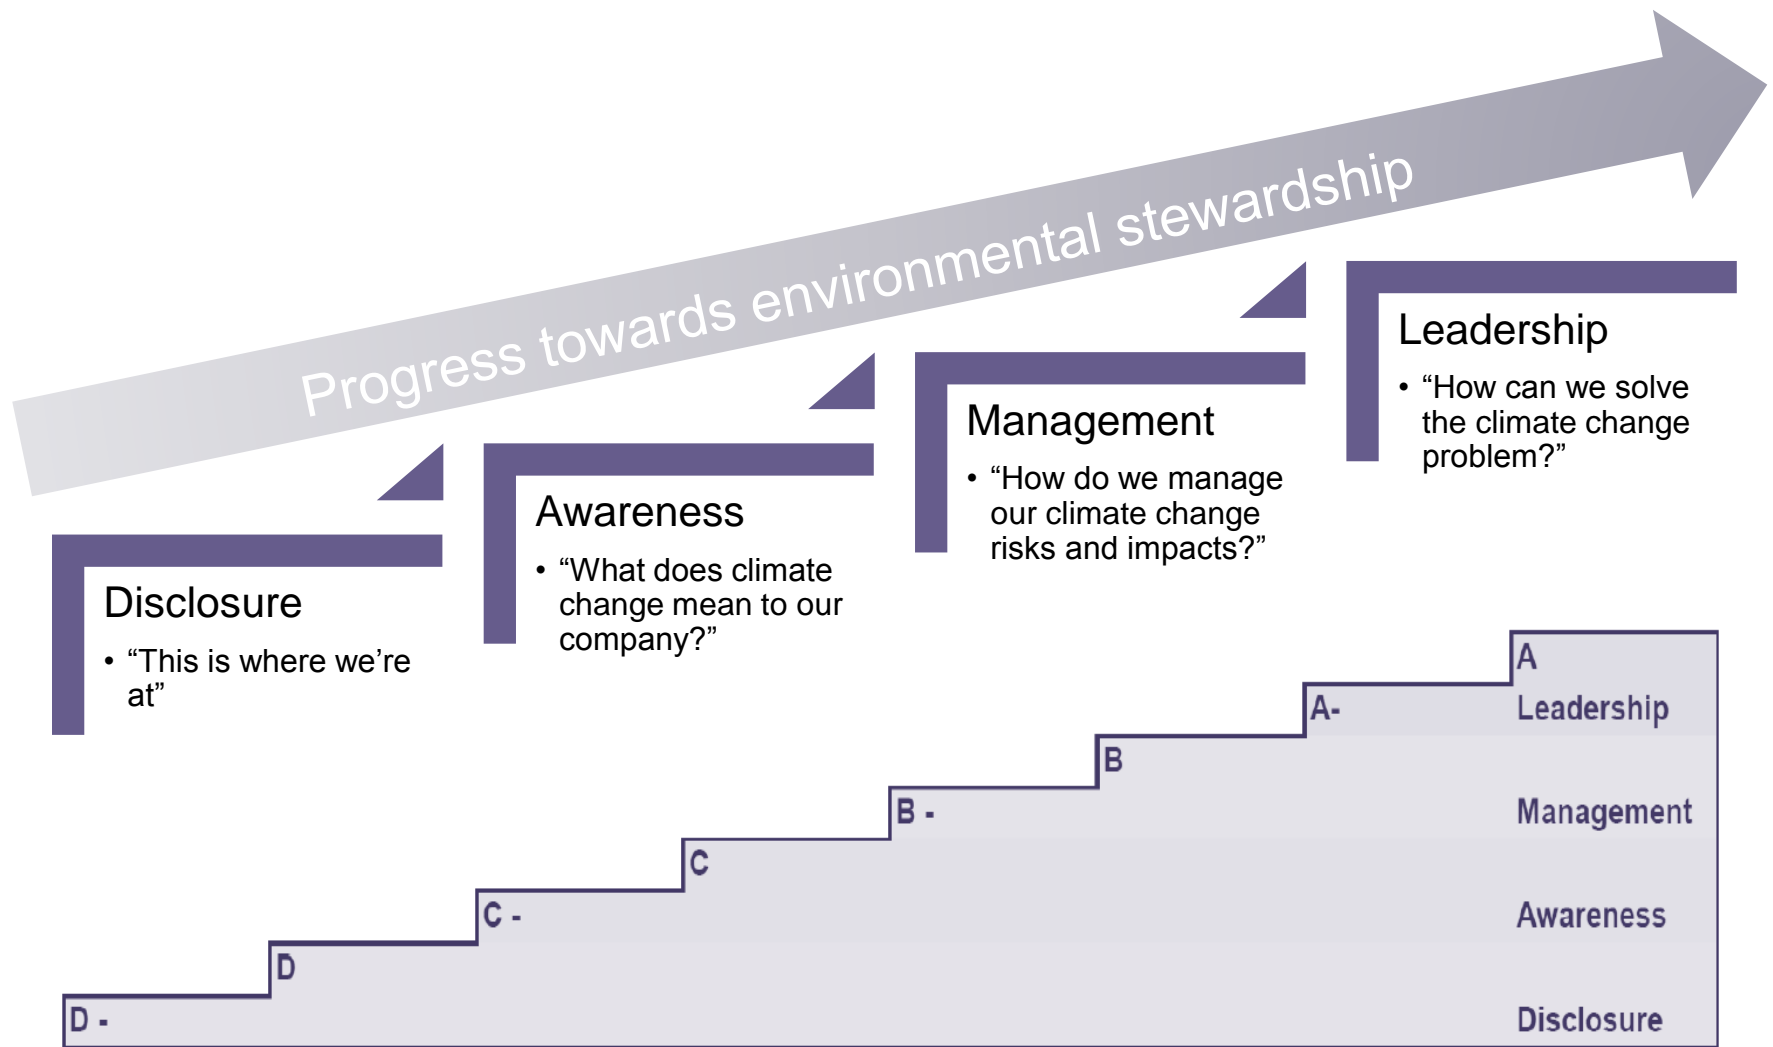 Progress towards environmental stewardship
Disclosure
• “This is where we’re
at”
Awareness
• “What does climate
change mean to our
company?”
Management
• “How do we manage
our climate change
risks and impacts?”
Leadership
• “How can we solve
the climate change
problem?”
A
A-
Leadership
B
B -
Management
C
C -
Awareness
D
D -
Disclosure